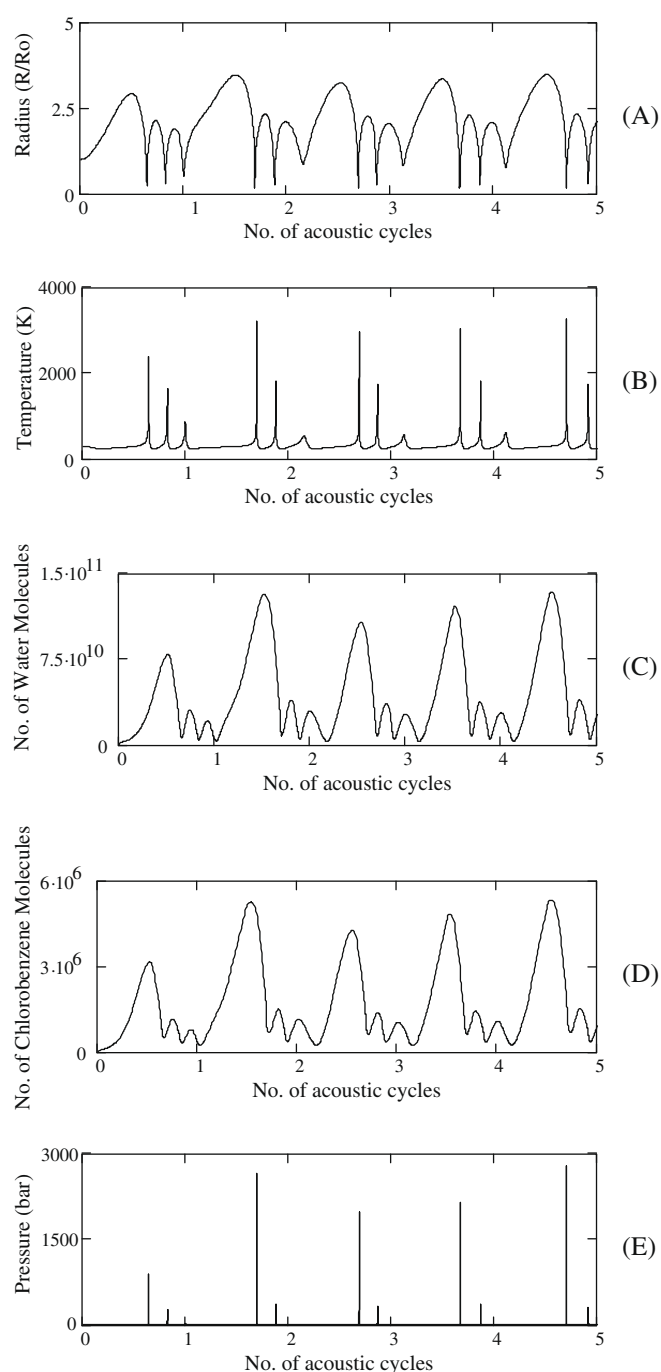 5
2.5
0
Radius (R/Ro)
0 1 2 3 4 5
No. of acoustic cycles
(A)
4000
2000
0
Temperature (K)
0 1 2 3 4 5
No. of acoustic cycles
(B)
1.5·10^11
7.5·10^10
0
No. of Water Molecules
0 1 2 3 4 5
No. of acoustic cycles
(C)
6·10^6
3·10^6
0
No. of Chlorobenzene Molecules
0 1 2 3 4 5
No. of acoustic cycles
(D)
3000
1500
0
Pressure (bar)
0 1 2 3 4 5
No. of acoustic cycles
(E)